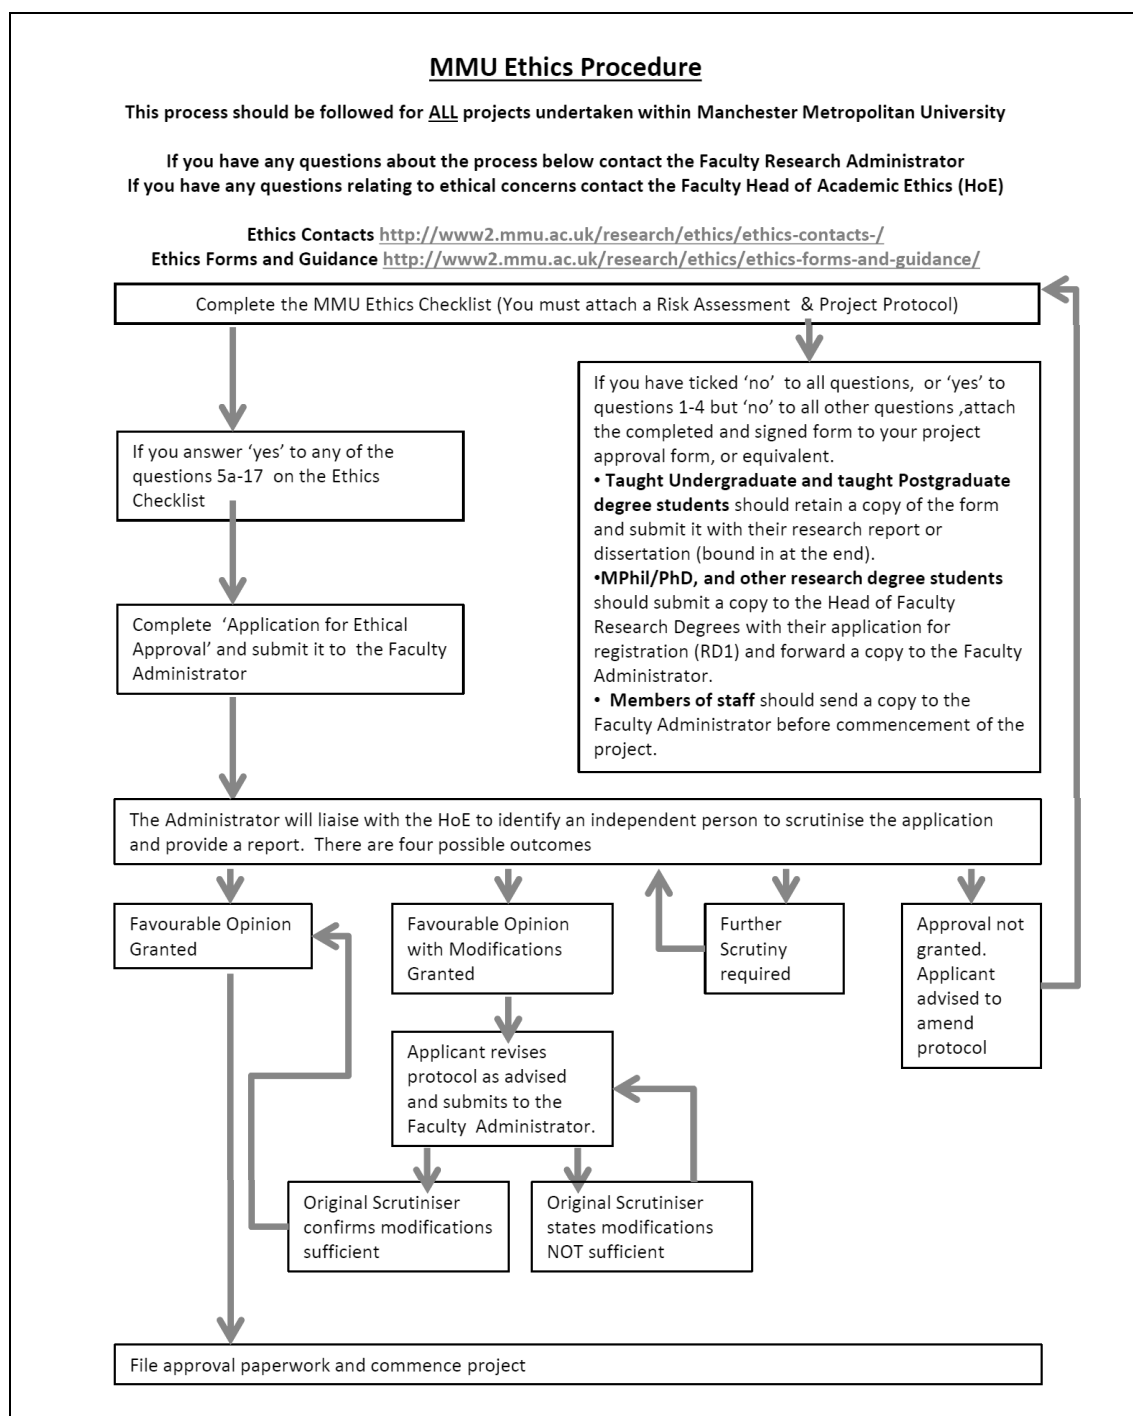 MMU Ethics Procedure
This process should be followed for ALL projects undertaken within Manchester Metropolitan University
If you have any questions about the process below contact the Faculty Research Administrator
If you have any questions relating to ethical concerns contact the Faculty Head of Academic Ethics (HoE)
Ethics Contacts http://www2.mmu.ac.uk/research/ethics/ethics-contacts-/
Ethics Forms and Guidance http://www2.mmu.ac.uk/research/ethics/ethics-forms-and-guidance/
Complete the MMU Ethics Checklist (You must attach a Risk Assessment & Project Protocol)
If you answer ‘yes’ to any of the
questions 5a-17 on the Ethics
Checklist
Complete ‘Application for Ethical
Approval’ and submit it to the Faculty
Administrator
If you have ticked ‘no’ to all questions, or ‘yes’ to
questions 1-4 but ‘no’ to all other questions ,attach
the completed and signed form to your project
approval form, or equivalent.
• Taught Undergraduate and taught Postgraduate
degree students should retain a copy of the form
and submit it with their research report or
dissertation (bound in at the end).
•MPhil/PhD, and other research degree students
should submit a copy to the Head of Faculty
Research Degrees with their application for
registration (RD1) and forward a copy to the Faculty
Administrator.
• Members of staff should send a copy to the
Faculty Administrator before commencement of the
project.
The Administrator will liaise with the HoE to identify an independent person to scrutinise the application
and provide a report. There are four possible outcomes
Favourable Opinion
Granted
Favourable Opinion
with Modifications
Granted
Further
Scrutiny
required
Approval not
granted.
Applicant
advised to
amend
protocol
Applicant revises
protocol as advised
and submits to the
Faculty Administrator.
Original Scrutiniser
confirms modifications
sufficient
Original Scrutiniser
states modifications
NOT sufficient
File approval paperwork and commence project